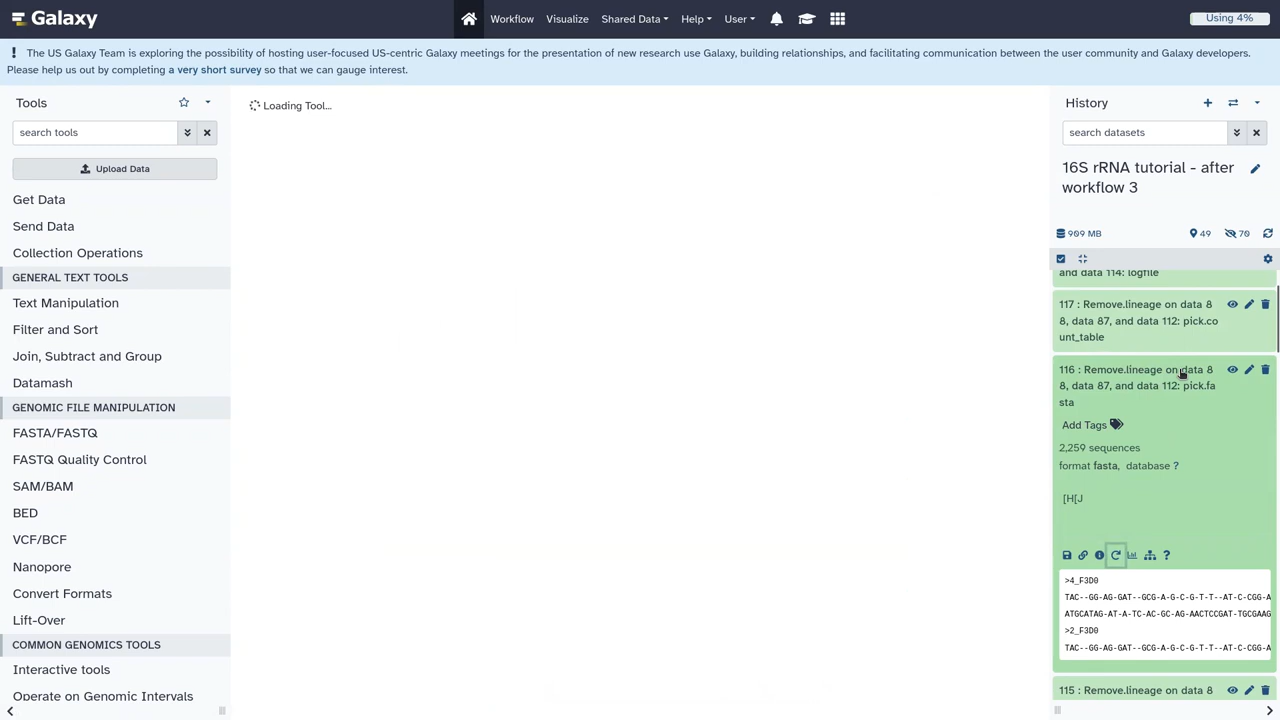 Galaxy
Workflow
Visualize
Shared Data
Help
User
Using 4%
! The US Galaxy Team is exploring the possibility of hosting user-focused US-centric Galaxy meetings for the presentation of new research use Galaxy, building relationships, and facilitating communication between the user community and Galaxy developers.
Please help us out by completing a very short survey so that we can gauge interest.
Tools
search tools
Upload Data
Get Data
Send Data
Collection Operations
GENERAL TEXT TOOLS
Text Manipulation
Filter and Sort
Join, Subtract and Group
Datamash
GENOMIC FILE MANIPULATION
FASTA/FASTQ
FASTQ Quality Control
SAM/BAM
BED
VCF/BCF
Nanopore
Convert Formats
Lift-Over
COMMON GENOMICS TOOLS
Interactive tools
Operate on Genomic Intervals
Loading Tool...
History
search datasets
16S rRNA tutorial - after
workflow 3
909 MB
49
70
and data 114: logfile
117 : Remove.lineage on data 8
8, data 87, and data 112: pick.co
unt_table
116 : Remove.lineage on data 8
8, data 87, and data 112: pick.fa
sta
Add Tags
2,259 sequences
format fasta, database ?
[H[J
?
>4_F3D0
TAC--GG-AG-GAT--GCG-A-G-C-G-T-T--AT-C-CGG-A
ATGCATAG-AT-A-TC-AC-GC-AG-AACTCCGAT-TGCGAAG
>2_F3D0
TAC--GG-AG-GAT--GCG-A-G-C-G-T-T--AT-C-CGG-A
115 : Remove.lineage on data 8